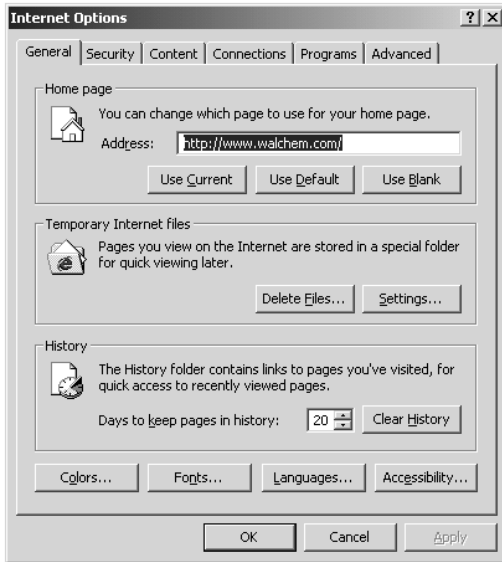 Internet Options
General Security Content Connections Programs Advanced
Home page
You can change which page to use for your home page.
Address: http://www.walchem.com/
Use Current Use Default Use Blank
Temporary Internet files
Pages you view on the Internet are stored in a special folder
for quick viewing later.
Delete Files... Settings...
History
The History folder contains links to pages you've visited, for
quick access to recently viewed pages.
Days to keep pages in history: 20 Clear History
Colors... Fonts... Languages... Accessibility...
OK Cancel Apply